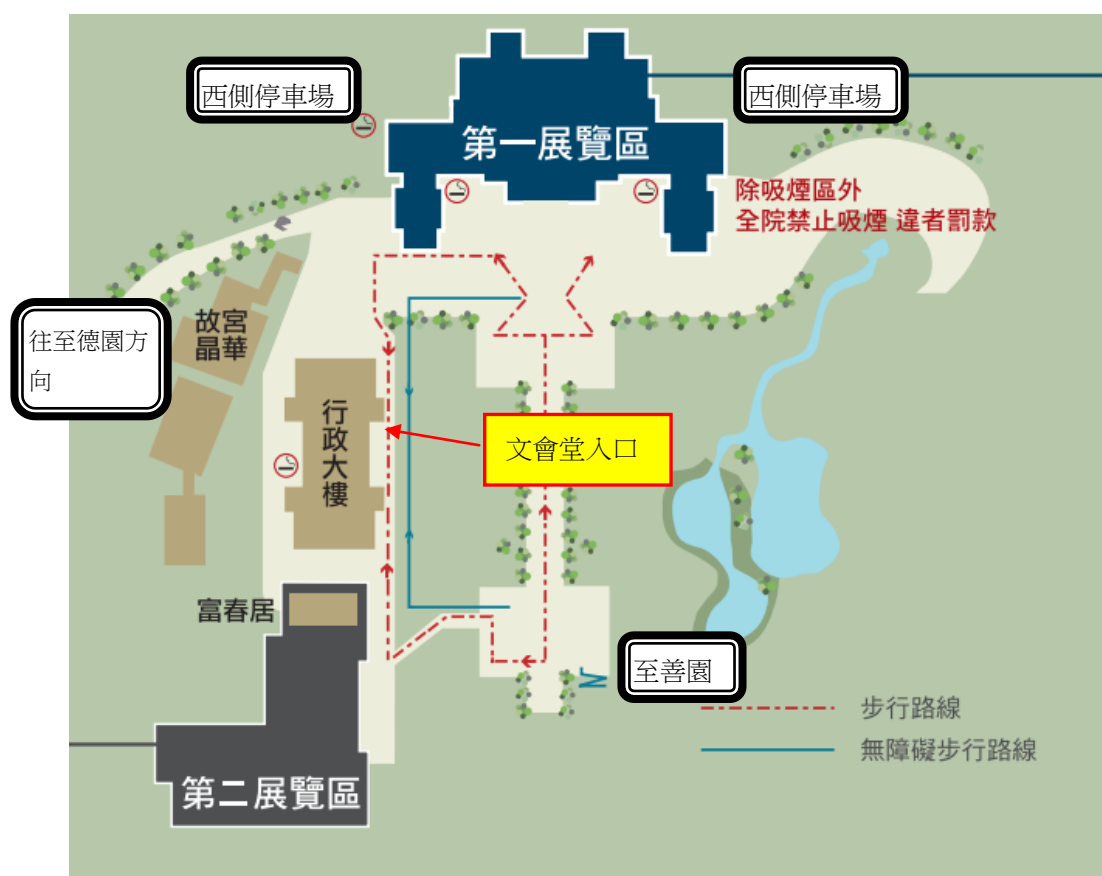 西側停車場
西側停車場
第一展覽區
除吸煙區外
全院禁止吸煙 違者罰款
往至德園方
向
故宮
晶華
行政大樓
文會堂入口
富春居
至善園
步行路線
無障礙步行路線
第二展覽區